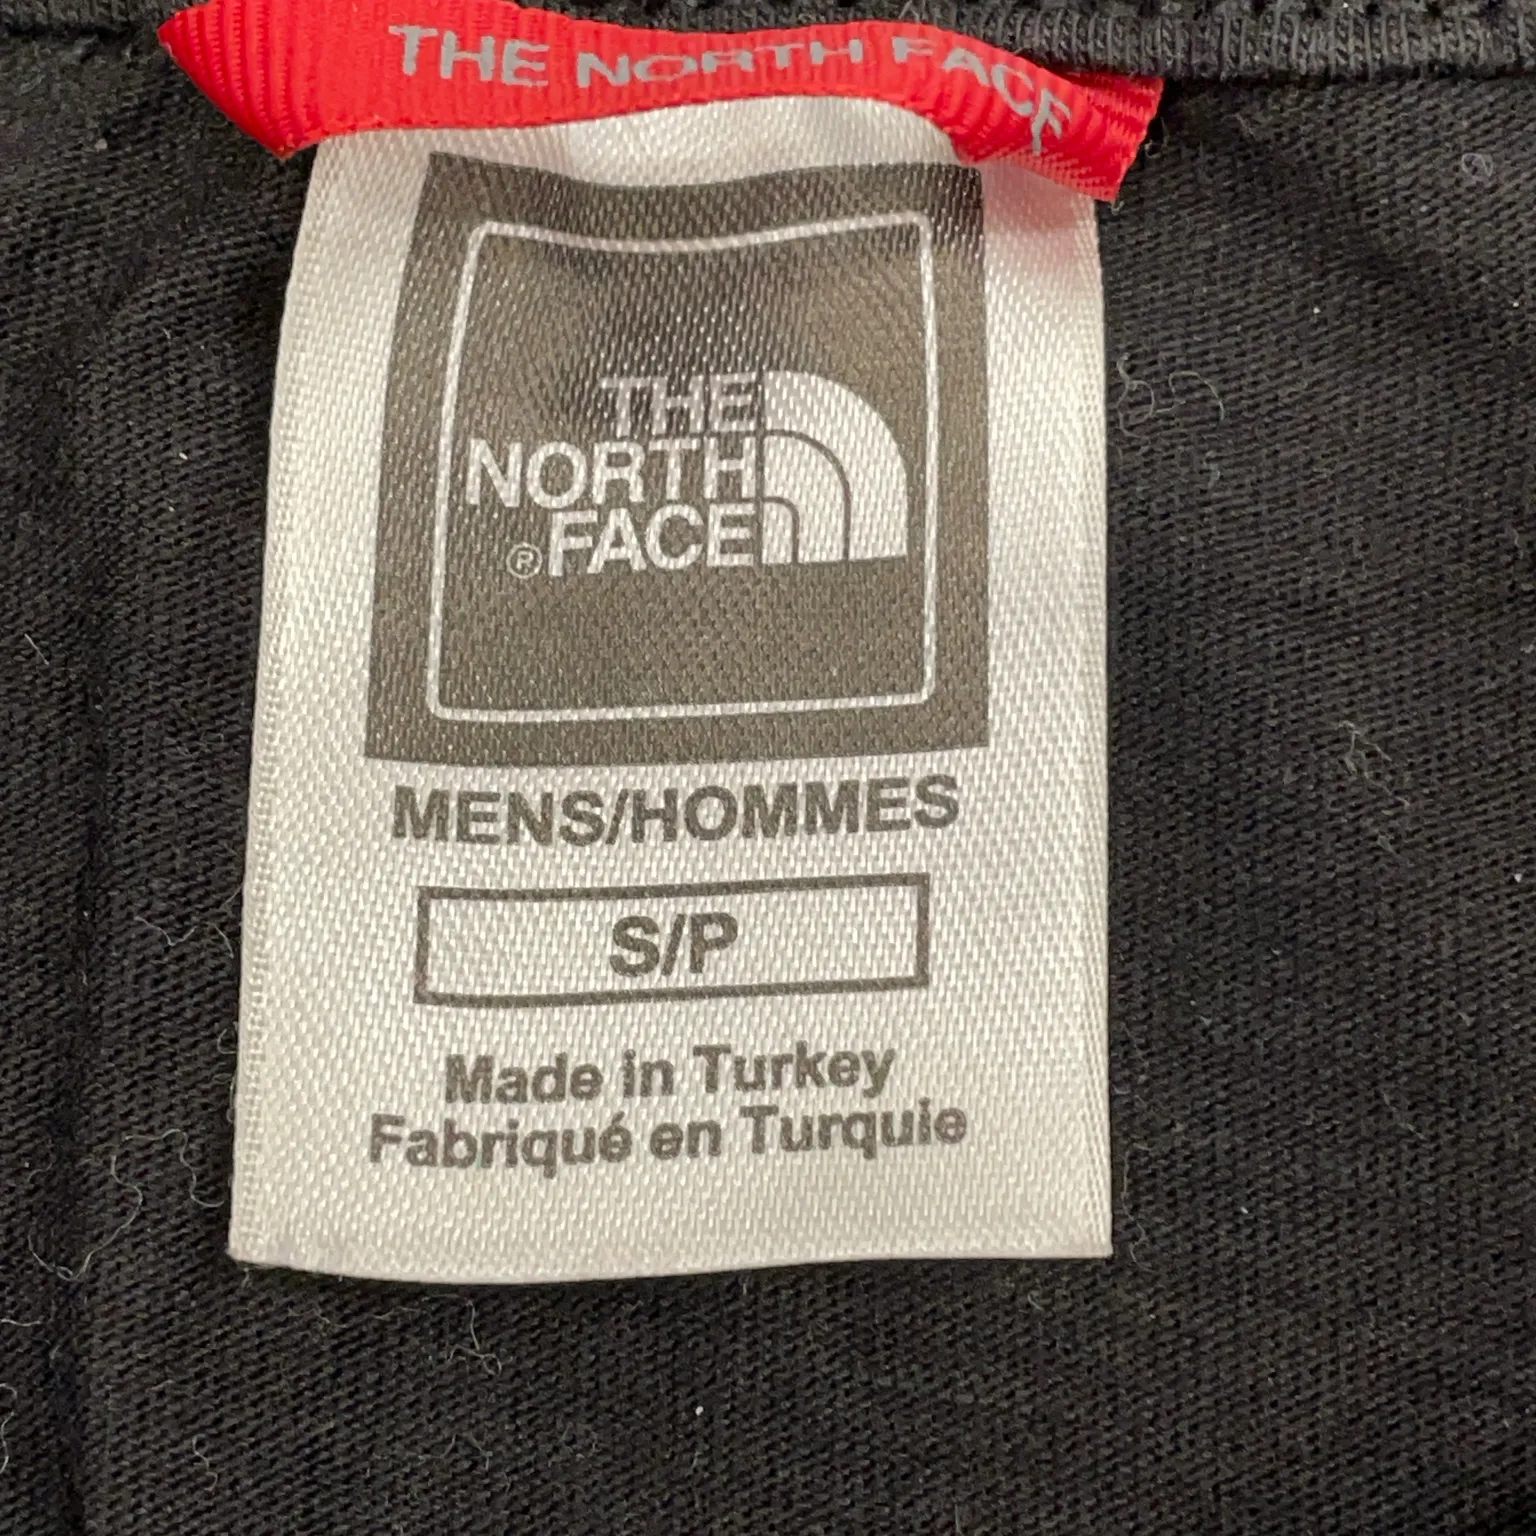 THE NORTH FACE
THE
NORTH
®FACE
MENS/HOMMES
S/P
Made in Turkey
Fabriqué en Turquie